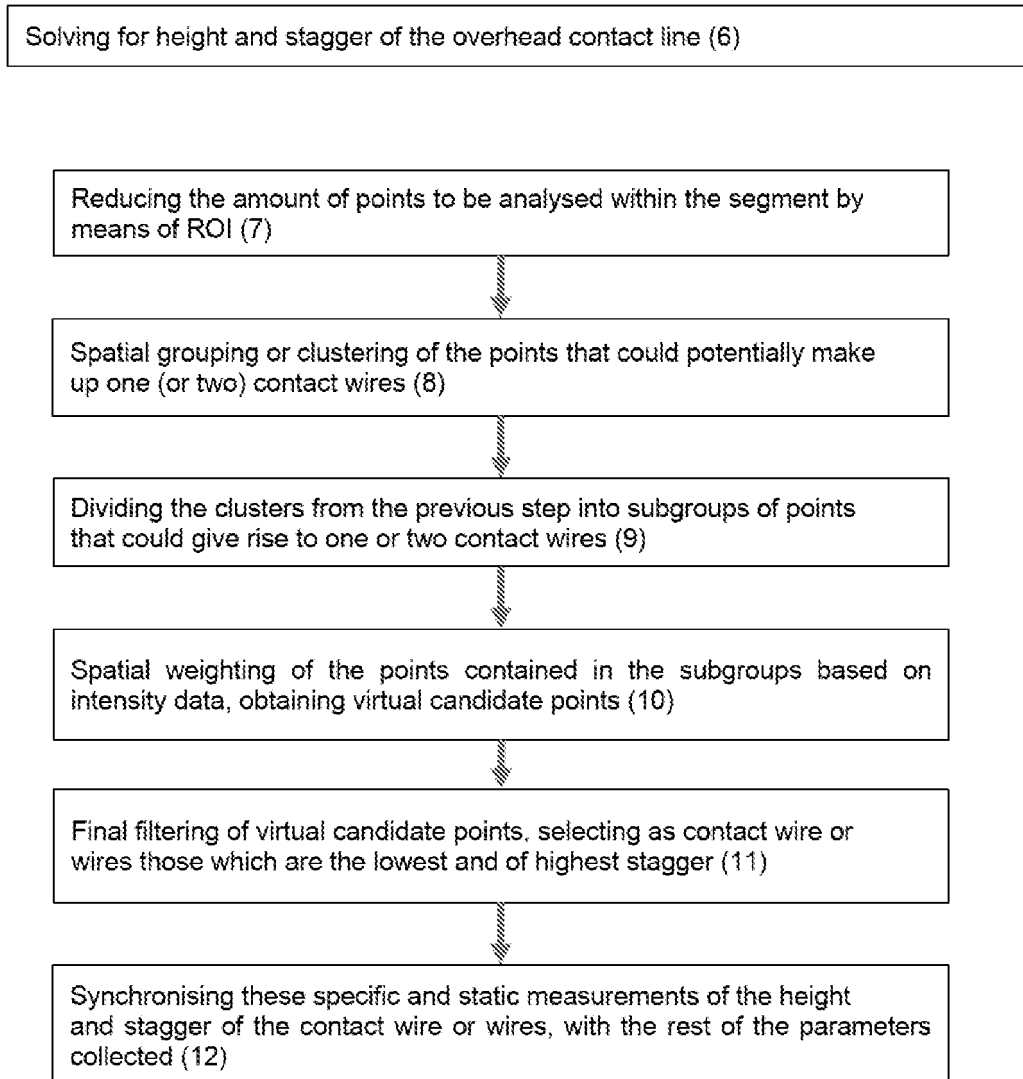 Solving for height and stagger of the overhead contact line (6)
Reducing the amount of points to be analysed within the segment by
means of ROI (7)
Spatial grouping or clustering of the points that could potentially make
up one (or two) contact wires (8)
Dividing the clusters from the previous step into subgroups of points
that could give rise to one or two contact wires (9)
Spatial weighting of the points contained in the subgroups based on
intensity data, obtaining virtual candidate points (10)
Final filtering of virtual candidate points, selecting as contact wire or
wires those which are the lowest and of highest stagger (11)
Synchronising these specific and static measurements of the height
and stagger of the contact wire or wires, with the rest of the parameters
collected (12)